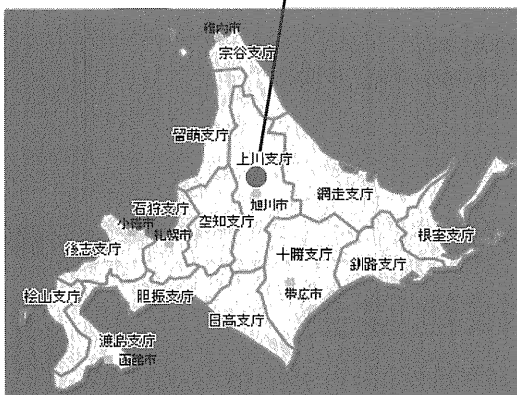 稚内市
宗谷支庁
留萌支庁
上川支庁
網走支庁
旭川市
石狩支庁
小樽市
空知支庁
札幌市
根室支庁
後志支庁
十勝支庁
釧路支庁
桧山支庁
胆振支庁
帯広市
日高支庁
渡島支庁
函館市